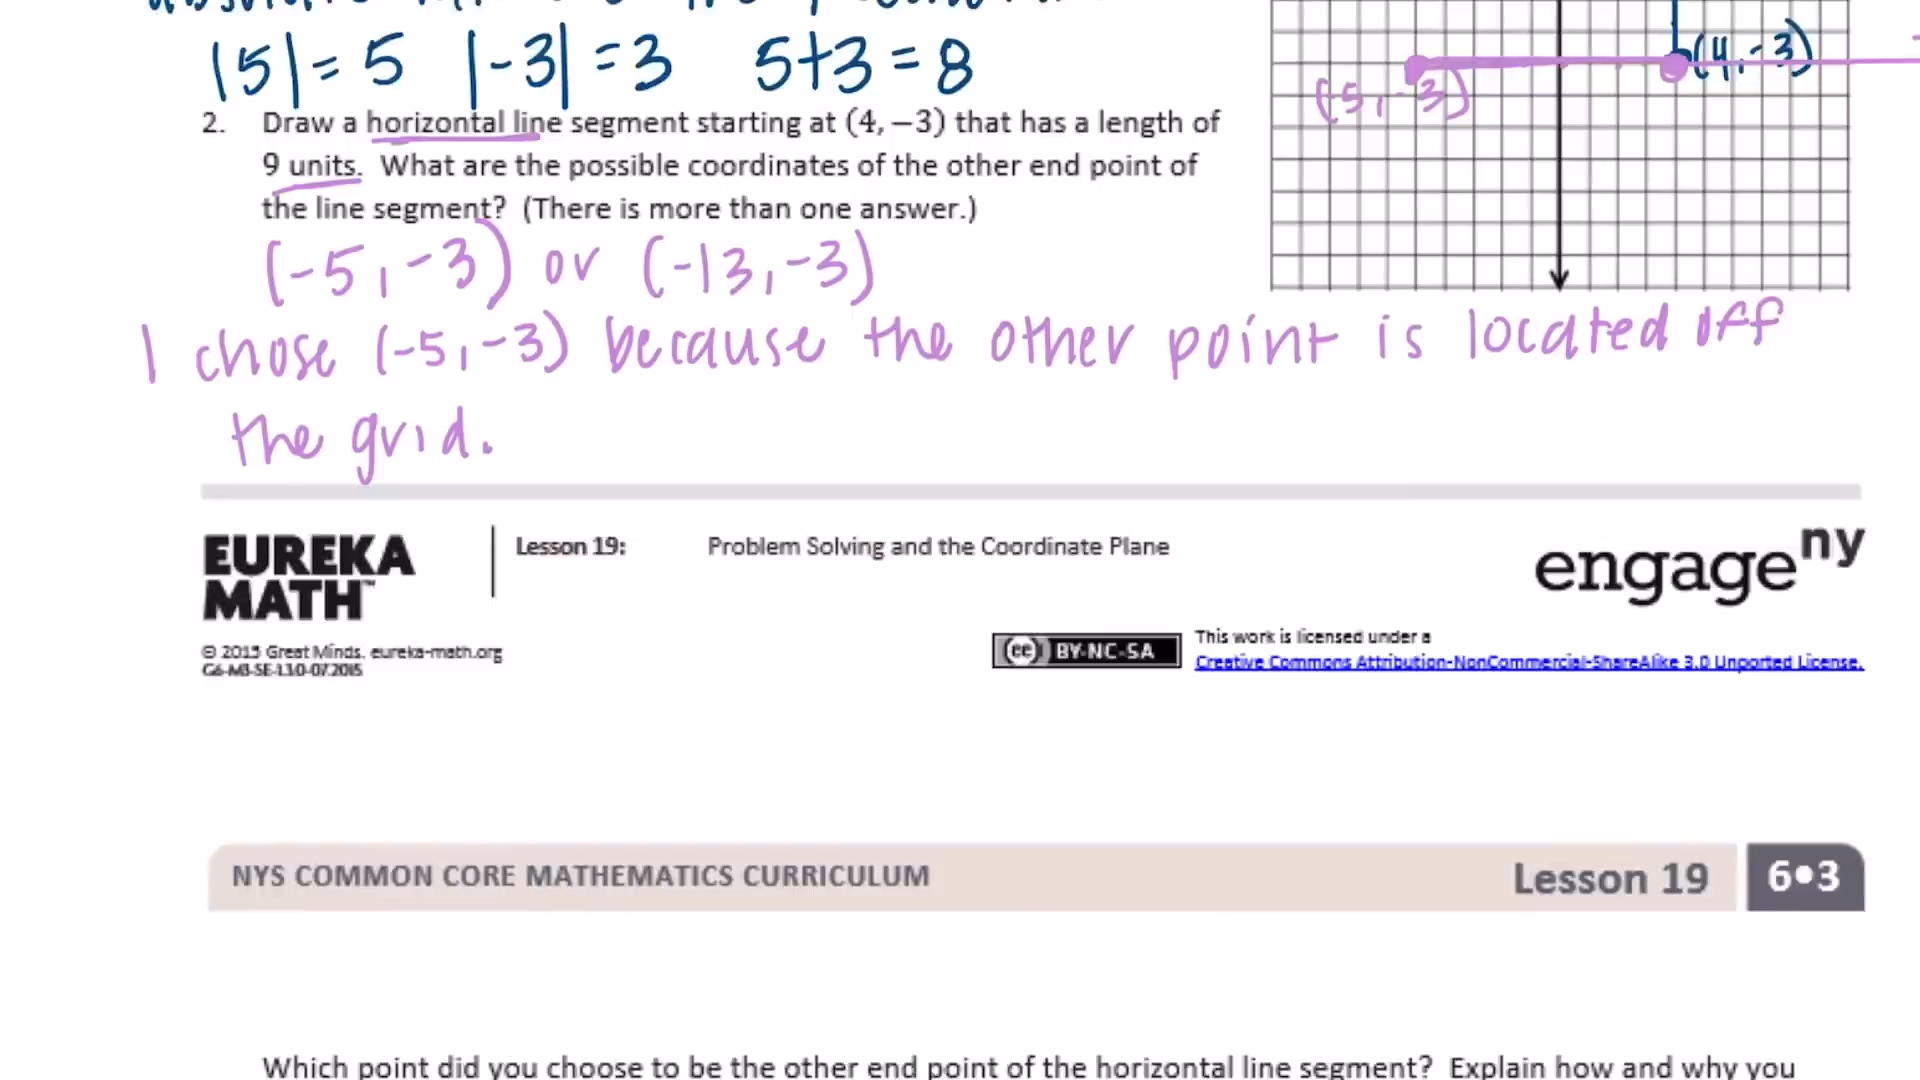 |5| = 5 |-3| = 3 5+3 = 8
(4,-3)
(-5,-3)
2. Draw a horizontal line segment starting at (4, −3) that has a length of
9 units. What are the possible coordinates of the other end point of
the line segment? (There is more than one answer.)
(-5,-3) or (-13,-3)
I chose (-5,-3) because the other point is located off
the grid.
EUREKA
MATH™
Lesson 19: Problem Solving and the Coordinate Plane
engageny
© 2015 Great Minds. eureka-math.org
G6-M3-SE-1.3.0-07.2015
cc BY-NC-SA
This work is licensed under a
Creative Commons Attribution-NonCommercial-ShareAlike 3.0 Unported License.
NYS COMMON CORE MATHEMATICS CURRICULUM
Lesson 19 6•3
Which point did you choose to be the other end point of the horizontal line segment? Explain how and why you